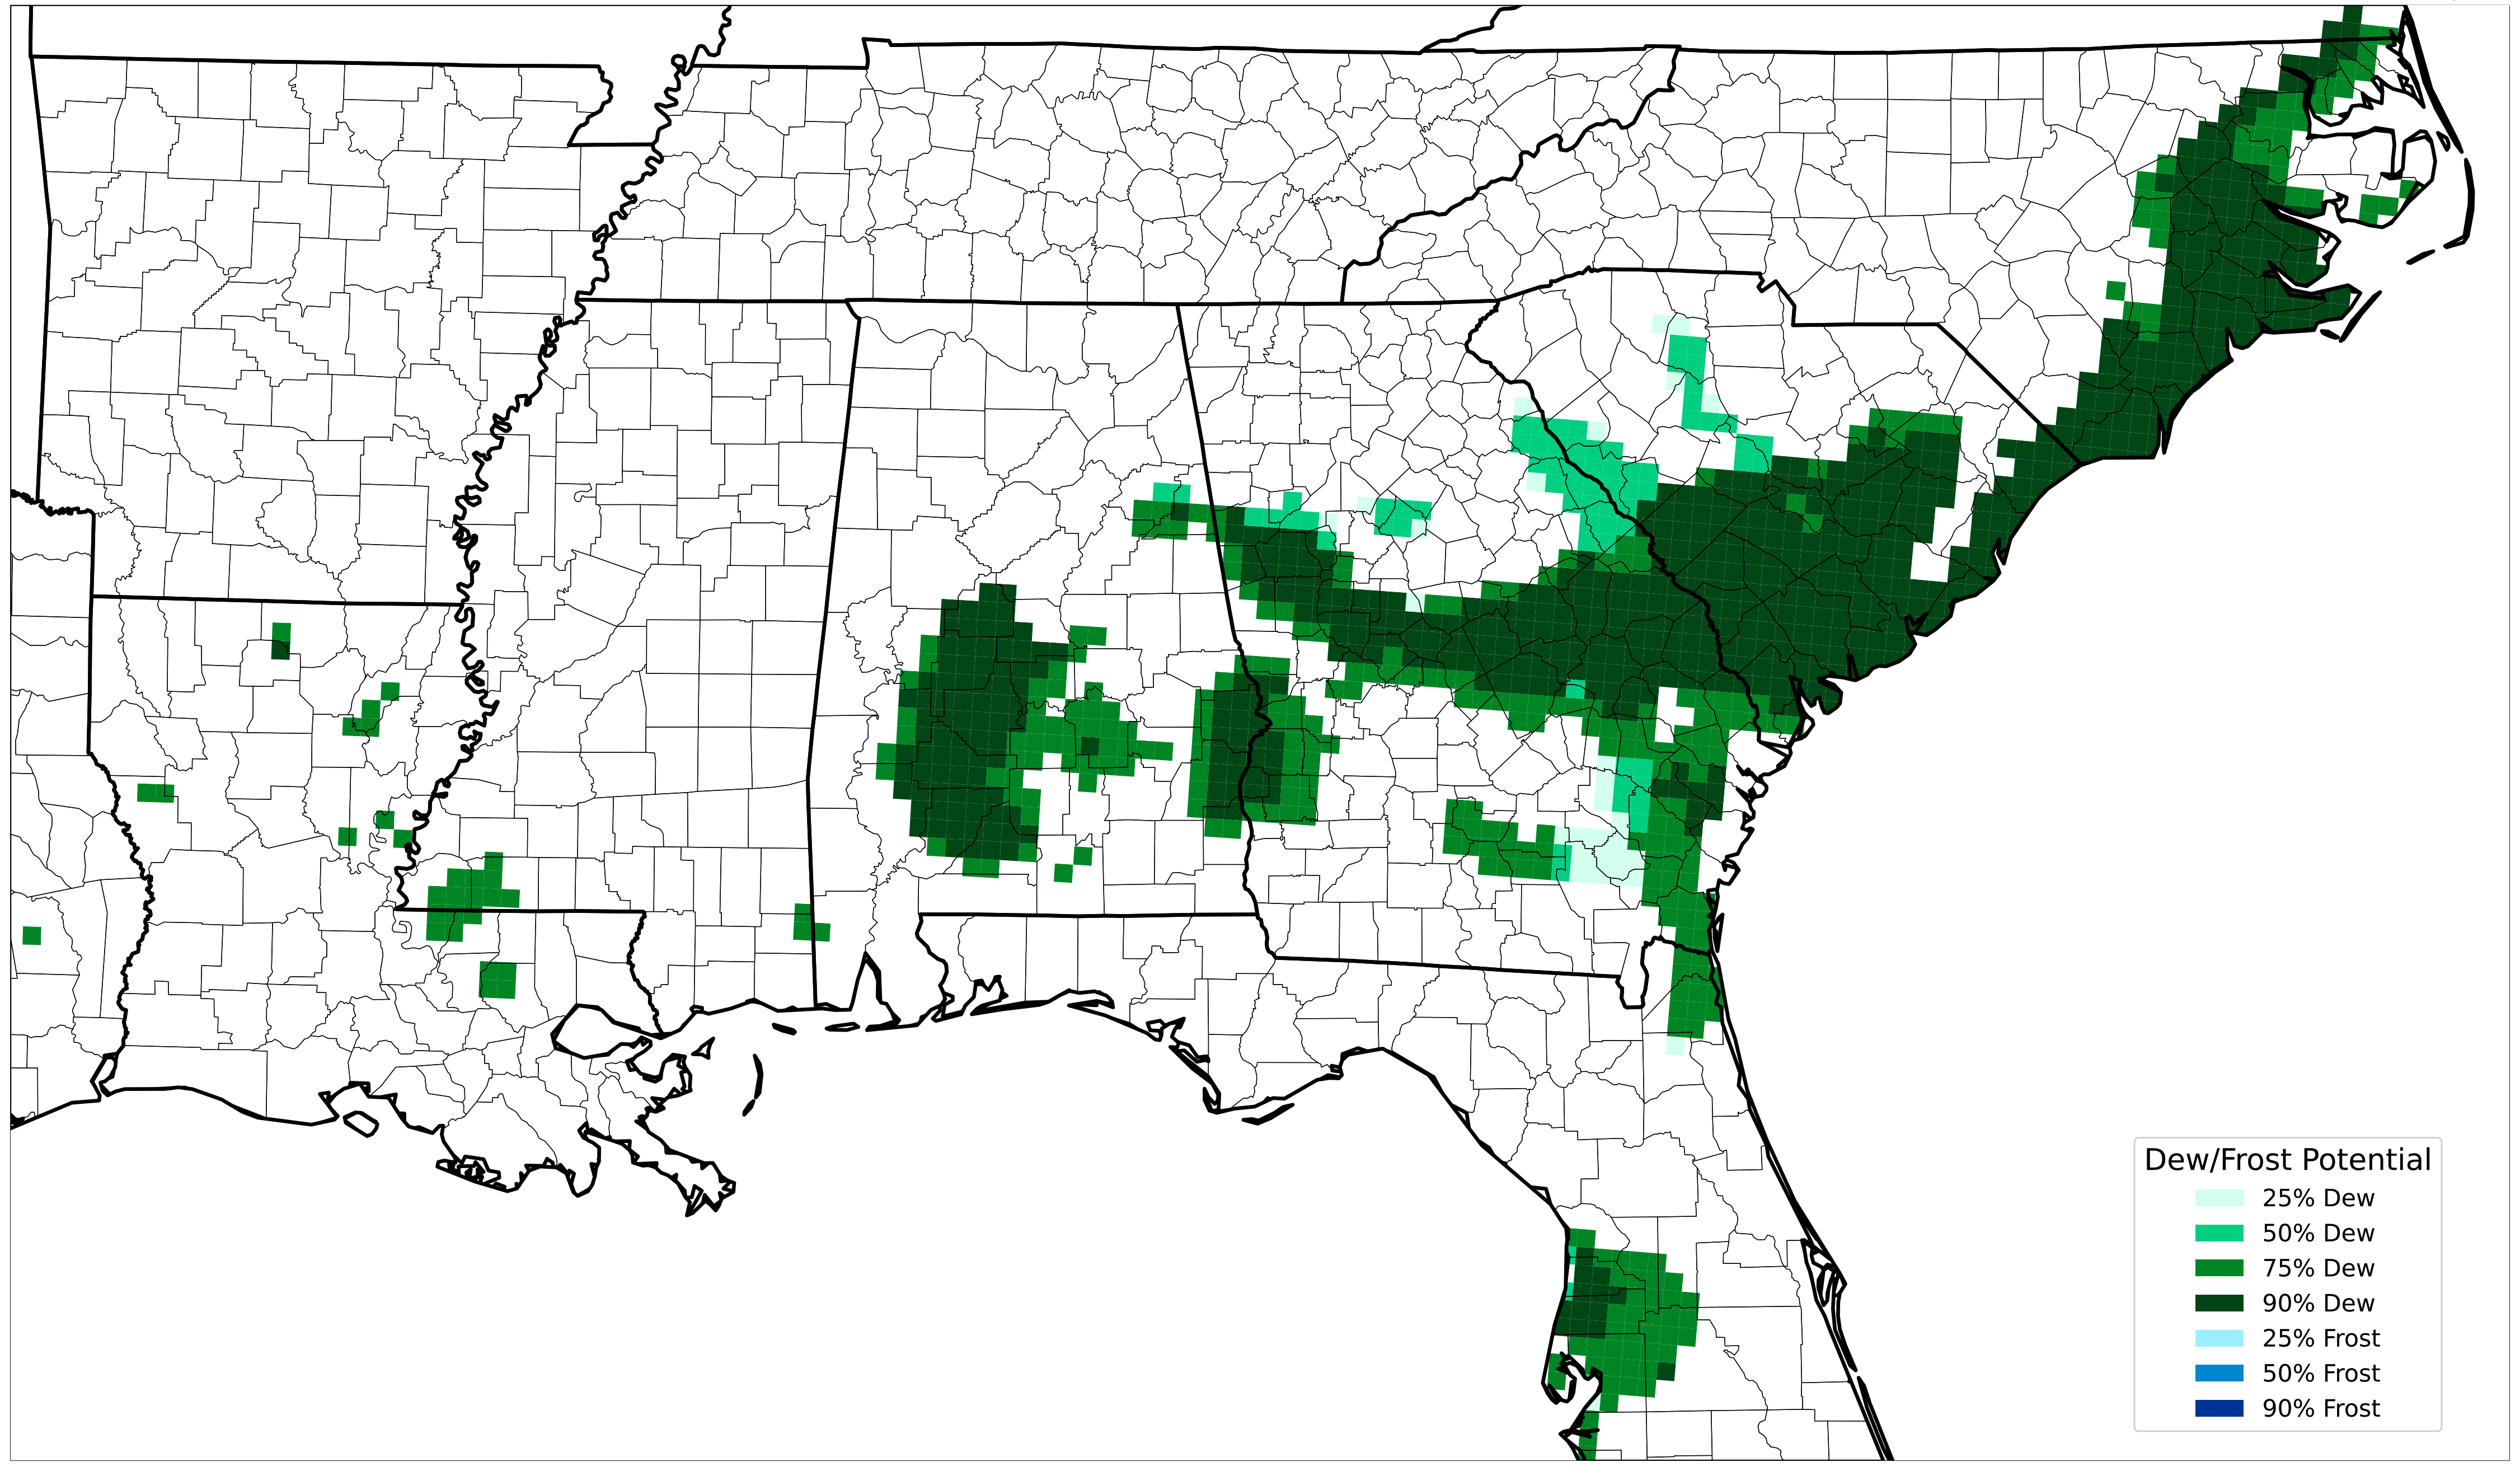 Dew/Frost Potential
25% Dew
50% Dew
75% Dew
90% Dew
25% Frost
50% Frost
90% Frost